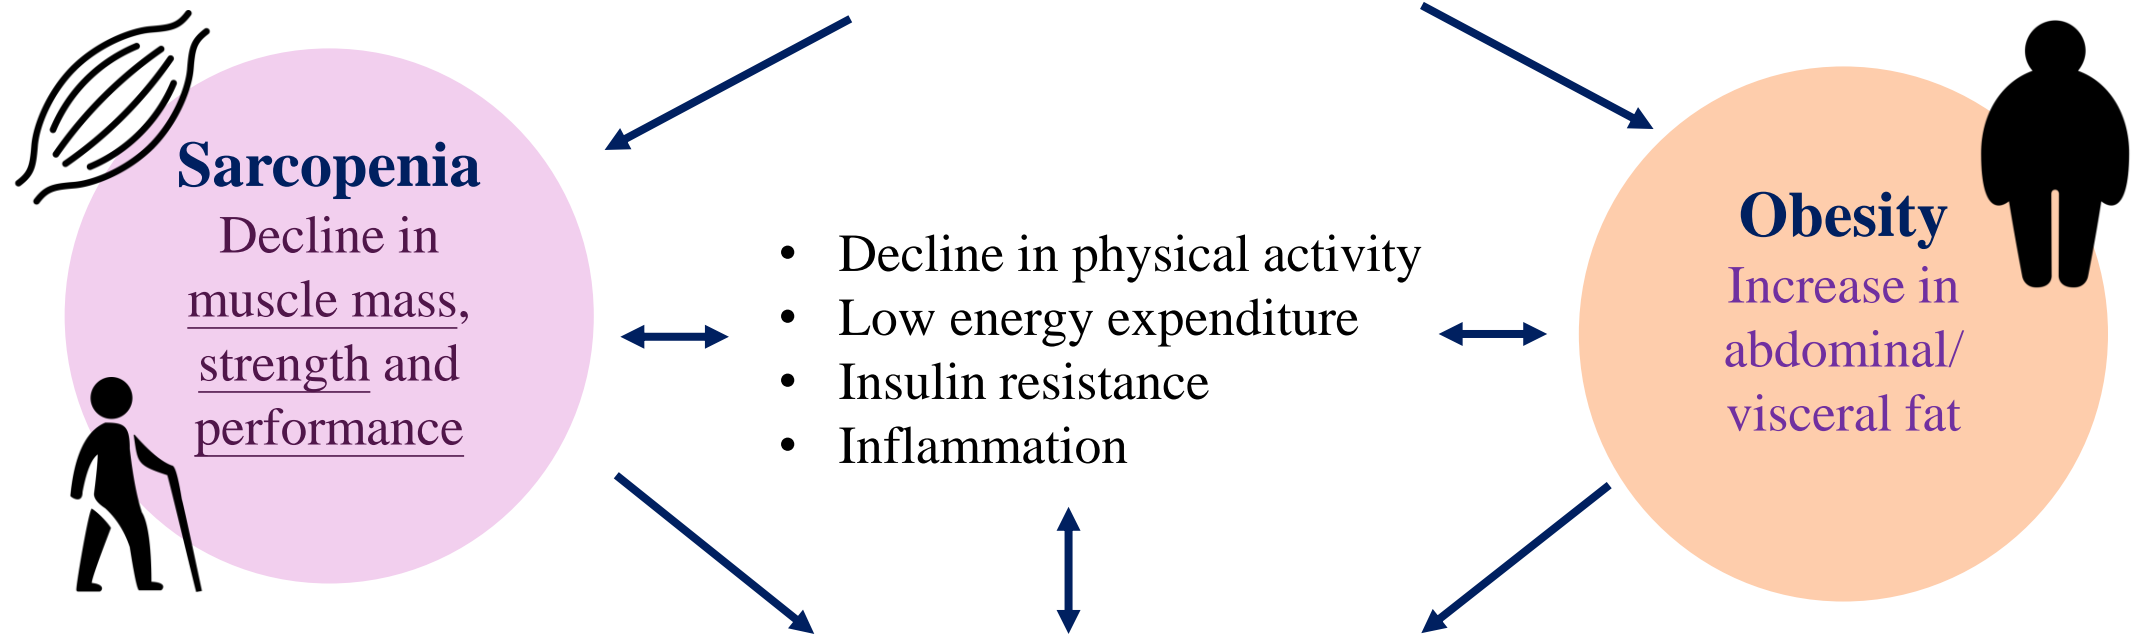 Sarcopenia
Decline in
muscle mass,
strength and
performance
• Decline in physical activity
• Low energy expenditure
• Insulin resistance
• Inflammation
Obesity
Increase in
abdominal/
visceral fat